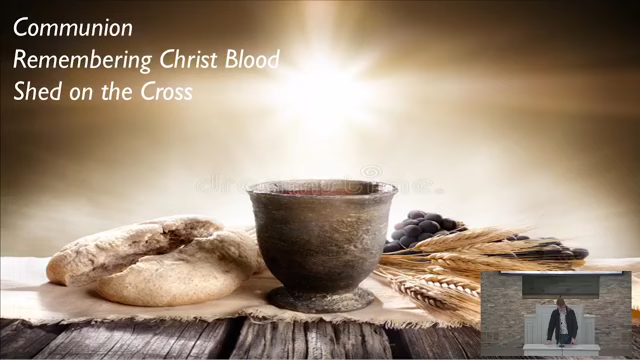 Communion
Remembering Christ Blood
Shed on the Cross